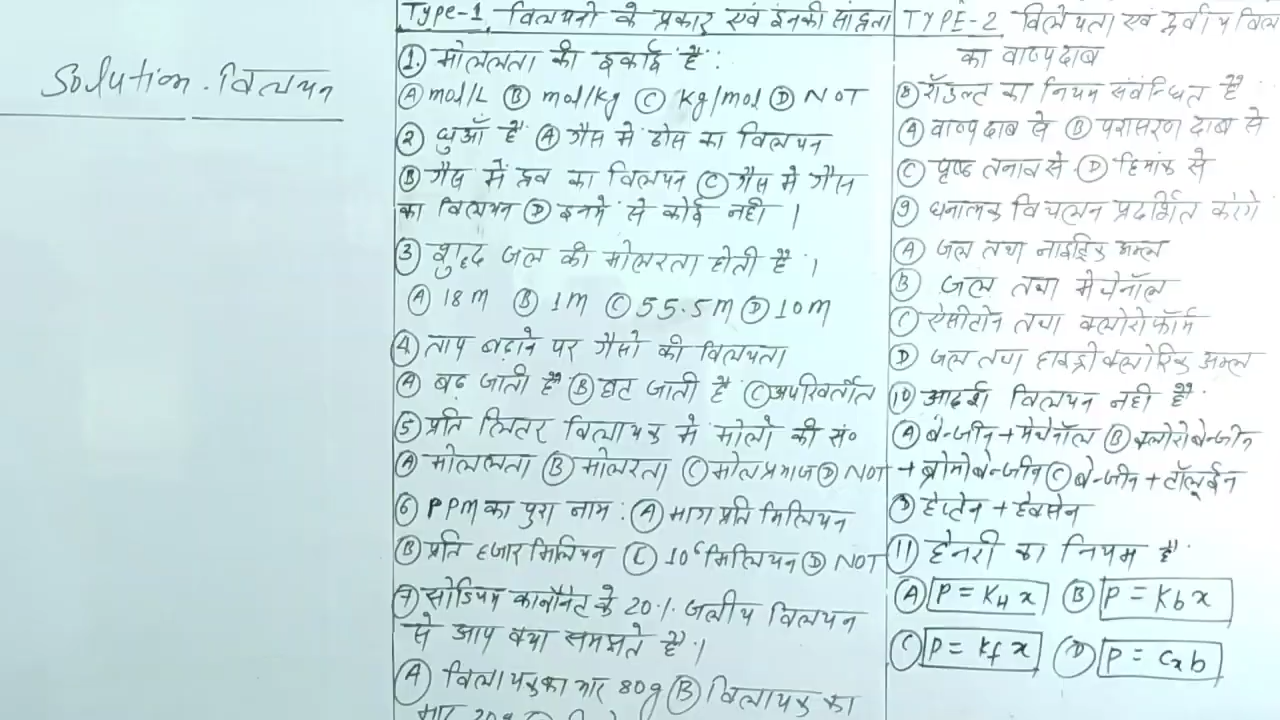 Solution. विलयन
Type-1. विलयनों के प्रकार एवं इनकी सांद्रता
1. मोललता की इकाई है:
A mol/L B mol/kg C kg/mol D NOT
2 धुआँ है A गैस में ठोस का विलयन
B गैस में द्रव का विलयन C गैस में गैस
का विलयन D इनमें से कोई नहीं।
3 शुद्ध जल की मोलरता होती है।
A 18M B 1M C 55.5M D 10M
4. ताप बढ़ाने पर गैसों की विलेयता
A बढ़ जाती है B घट जाती है C अपरिवर्तित
5 प्रति लिटर विलायक में मोलो की सं०
A मोललता B मोलरता C मोल प्रभाज D NOT
6 PPM का पुरा नाम: A भाग प्रति मिलियन
B प्रति हजार मिलियन C 10⁶ मिलियन D NOT
7 सोडियम कार्बोनेट के 20% जलीय विलयन
से आप क्या समझते है।
A विलायक का भार 80g B विलायक का
भार 20g
TYPE-2. विलेयता एवं द्रवीय विल
का वाष्पदाब
8 रॉउल्ट का नियम संबंन्धित है
A वाष्प दाब से B परासरण दाब से
C पृष्ठ तनाव से D हिमांक से
9 धनात्मक विचलन प्रदर्शित करेंगे
A जल तथा नाइट्रिक अम्ल
B जल तथा मेथेनॉल
C ऐसीटोन तथा क्लोरोफॉर्म
D जल तथा हाइड्रोक्लोरिक अम्ल
10 आदर्श विलयन नहीं है
A बेन्जीन + मेथेनॉल B क्लोरोबेन्जीन
+ ब्रोमोबेन्जीन C बेन्जीन + टॉलूईन
D हेप्टेन + हेक्सेन
11 हेनरी का नियम है
A P = KH x B P = Kb x
C P = Kf x D P = Cxb